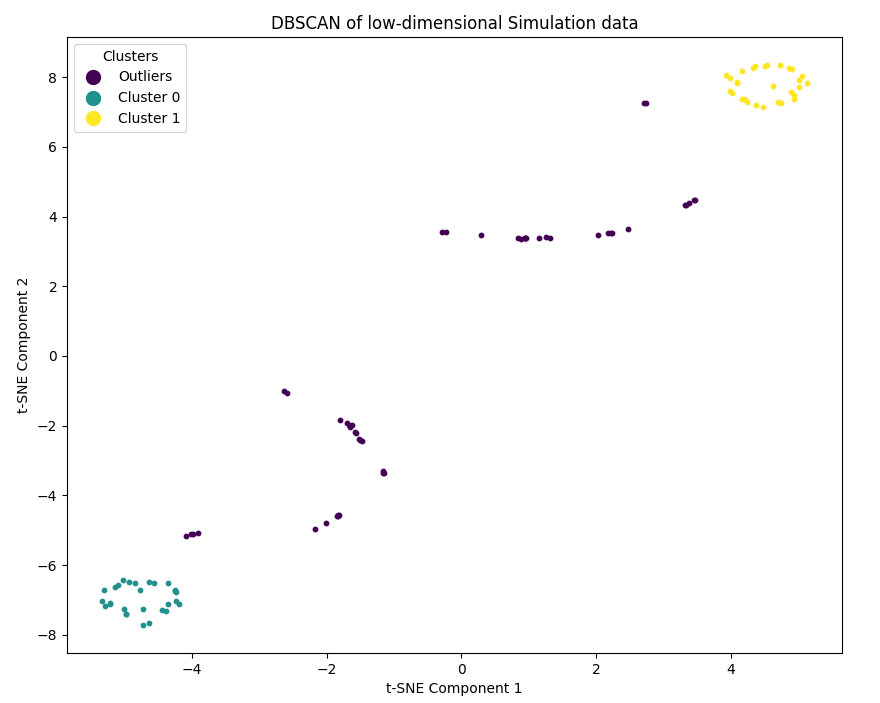 DBSCAN of low-dimensional Simulation data
Clusters
Outliers
Cluster 0
Cluster 1
8
6
4
2
0
−2
−4
−6
−8
t-SNE Component 2
−4
−2
0
2
4
t-SNE Component 1